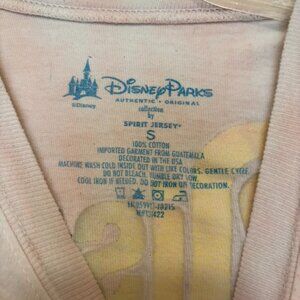 Disney Parks
©Disney
AUTHENTIC • ORIGINAL
collection
by
SPIRIT JERSEY®
S
100% COTTON
IMPORTED GARMENT FROM GUATEMALA
DECORATED IN THE USA
MACHINE WASH COLD INSIDE OUT WITH LIKE COLORS. GENTLE CYCLE.
DO NOT BLEACH. TUMBLE DRY LOW.
COOL IRON IF NEEDED. DO NOT IRON ON DECORATION.